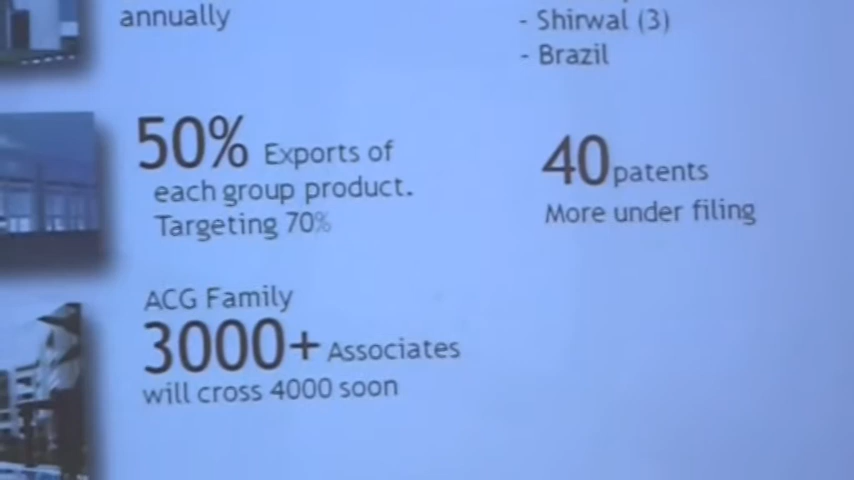 annually
- Shirwal (3)
- Brazil
50% Exports of
each group product.
Targeting 70%
40 patents
More under filing
ACG Family
3000+ Associates
will cross 4000 soon